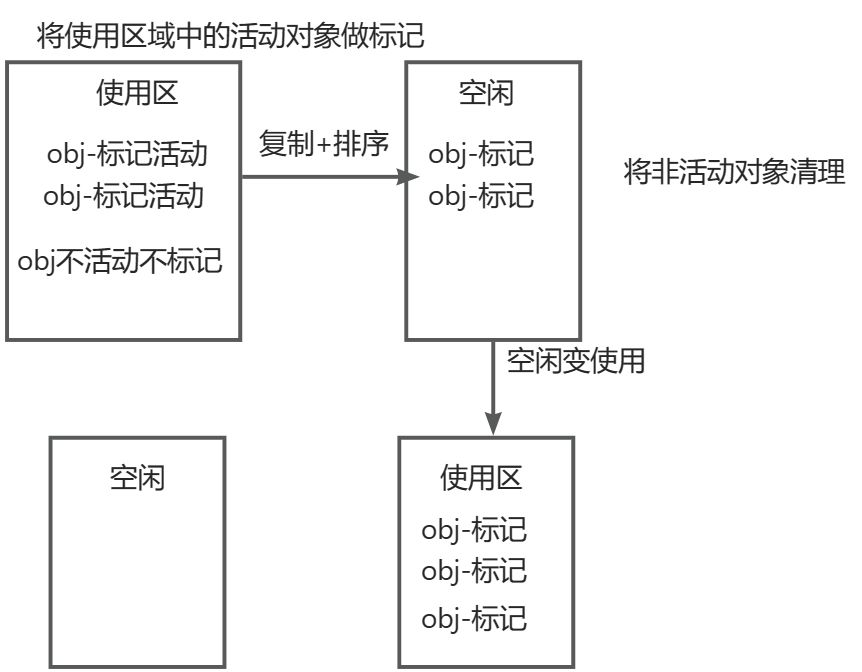 将使用区域中的活动对象做标记
使用区
obj-标记活动
obj-标记活动
obj不活动不标记
复制+排序
空闲
obj-标记
obj-标记
将非活动对象清理
空闲变使用
空闲
使用区
obj-标记
obj-标记
obj-标记